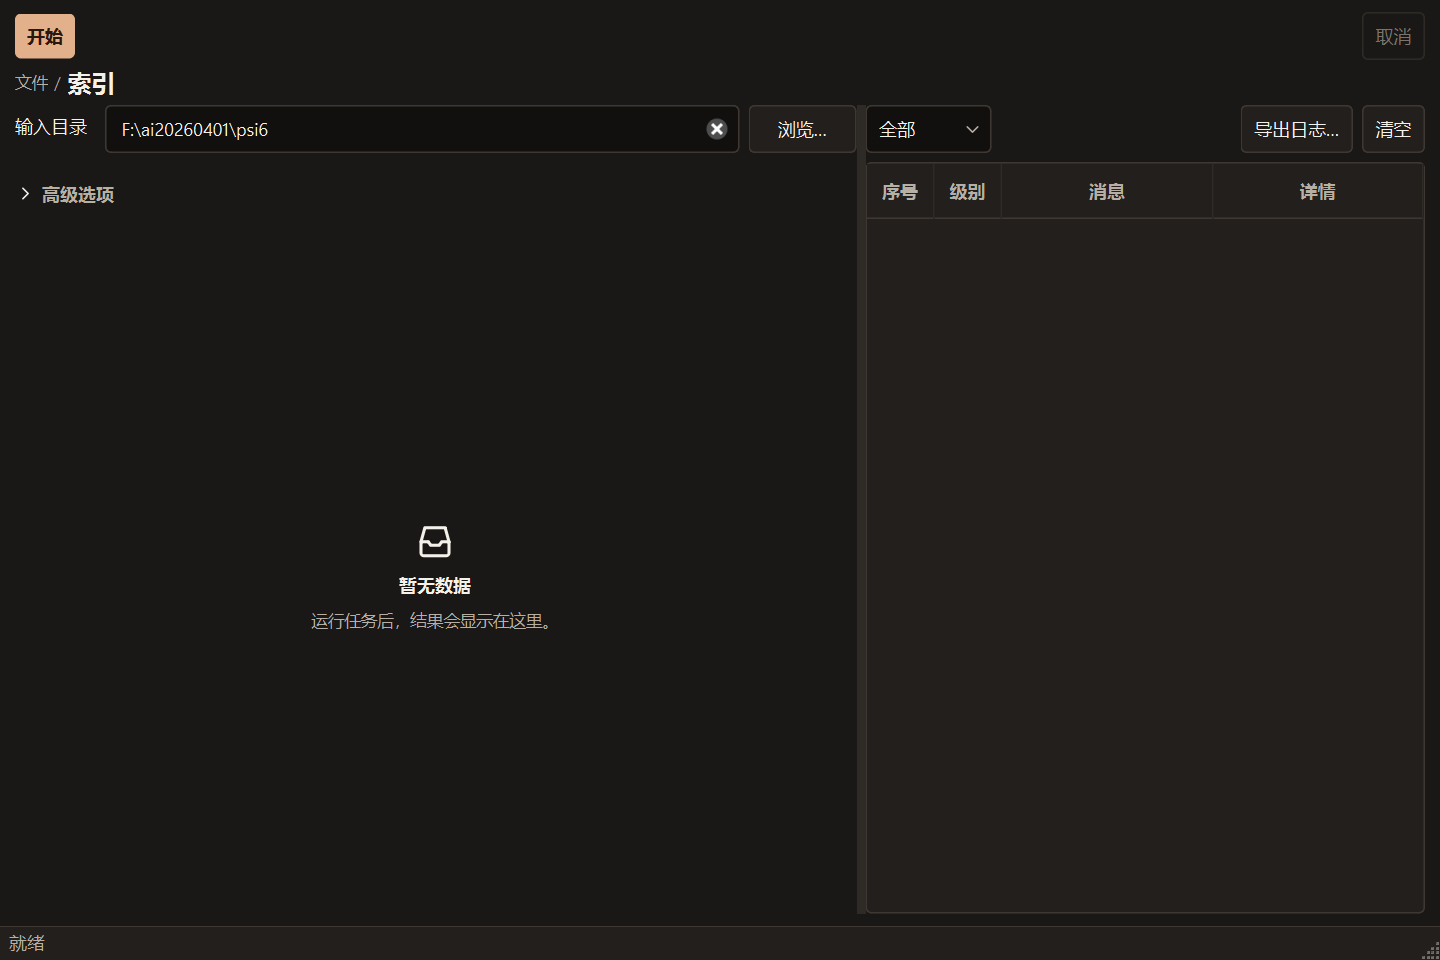 开始
取消
文件 / 索引
输入目录 F:\ai20260401\psi6 浏览... 全部 导出日志... 清空
高级选项
序号 级别 消息 详情
暂无数据
运行任务后，结果会显示在这里。
就绪